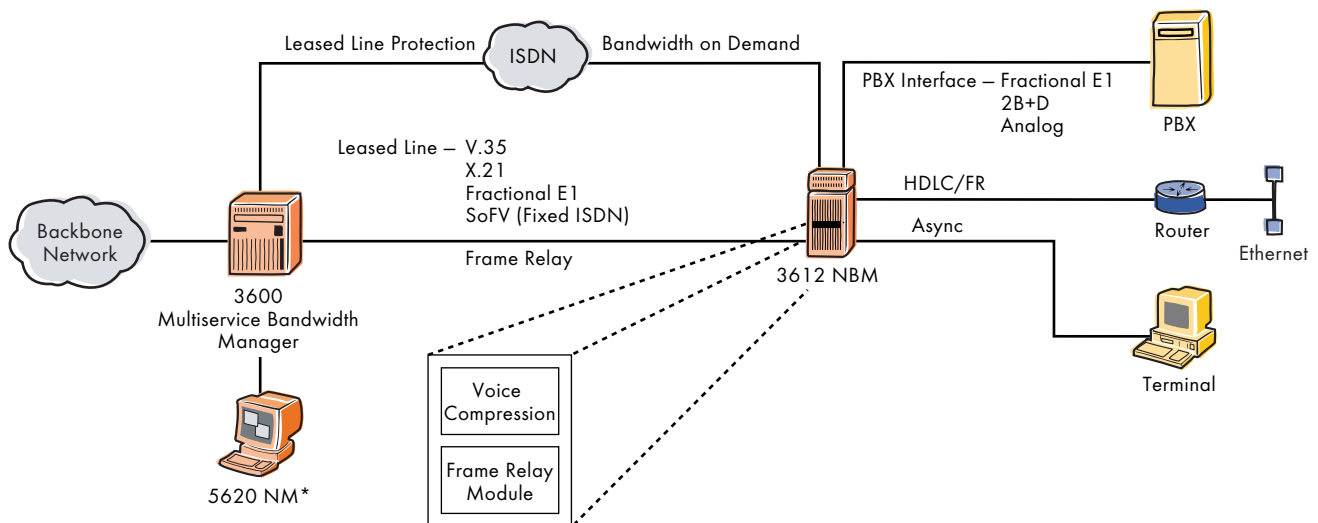 Leased Line Protection
ISDN
Bandwidth on Demand
PBX Interface – Fractional E1
2B+D
Analog
PBX
Leased Line – V.35
X.21
Fractional E1
SoFV (Fixed ISDN)
HDLC/FR
Backbone
Network
Frame Relay
Async
Router
Ethernet
3600
Multiservice Bandwidth
Manager
3612 NBM
Terminal
Voice
Compression
Frame Relay
Module
5620 NM*